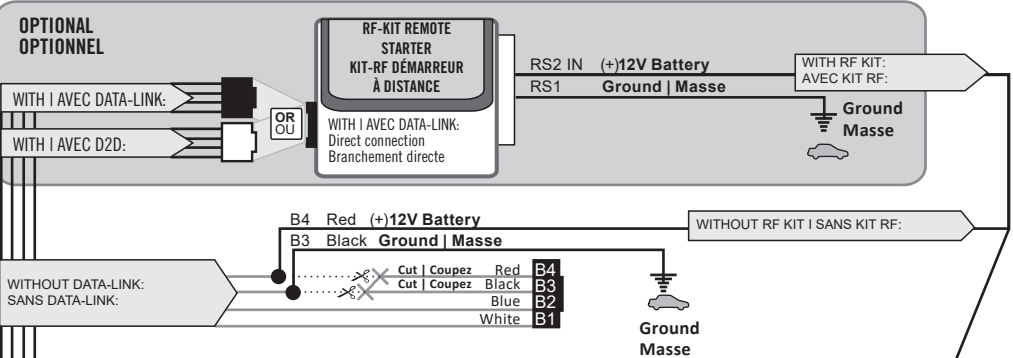 OPTIONAL
OPTIONNEL
RF-KIT REMOTE
STARTER
KIT-RF DÉMARREUR
À DISTANCE
WITH | AVEC DATA-LINK:
Direct connection
Branchement directe
WITH | AVEC DATA-LINK:
WITH | AVEC D2D:
OR
OU
RS2 IN (+)12V Battery
RS1 Ground | Masse
WITH RF KIT:
AVEC KIT RF:
Ground
Masse
B4 Red (+)12V Battery
B3 Black Ground | Masse
WITHOUT RF KIT | SANS KIT RF:
WITHOUT DATA-LINK:
SANS DATA-LINK:
Cut | Coupez Red B4
Cut | Coupez Black B3
Blue B2
White B1
Ground
Masse